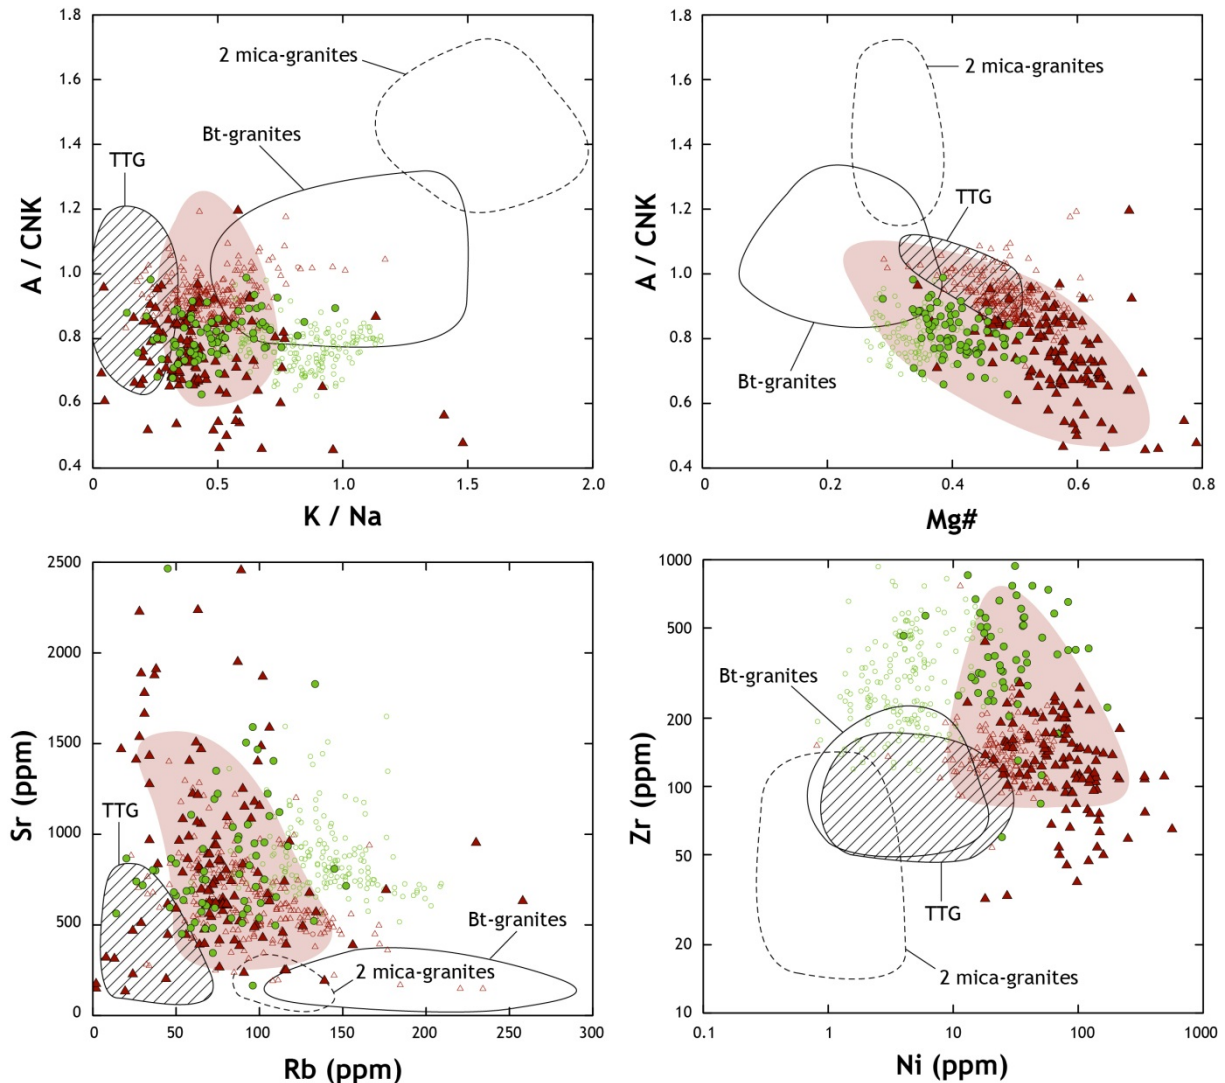 1.8
1.6
1.4
1.2
1.0
0.8
0.6
0.4
A / CNK
0
0.5
1.0
1.5
2.0
K / Na
2 mica-granites
Bt-granites
TTG
1.8
1.6
1.4
1.2
1.0
0.8
0.6
0.4
A / CNK
0
0.2
0.4
0.6
0.8
Mg#
2 mica-granites
TTG
Bt-granites
2500
2000
1500
1000
500
0
Sr (ppm)
0
50
100
150
200
250
300
Rb (ppm)
TTG
Bt-granites
2 mica-granites
1000
500
200
100
50
20
10
Zr (ppm)
0.1
1
10
100
1000
Ni (ppm)
Bt-granites
TTG
2 mica-granites